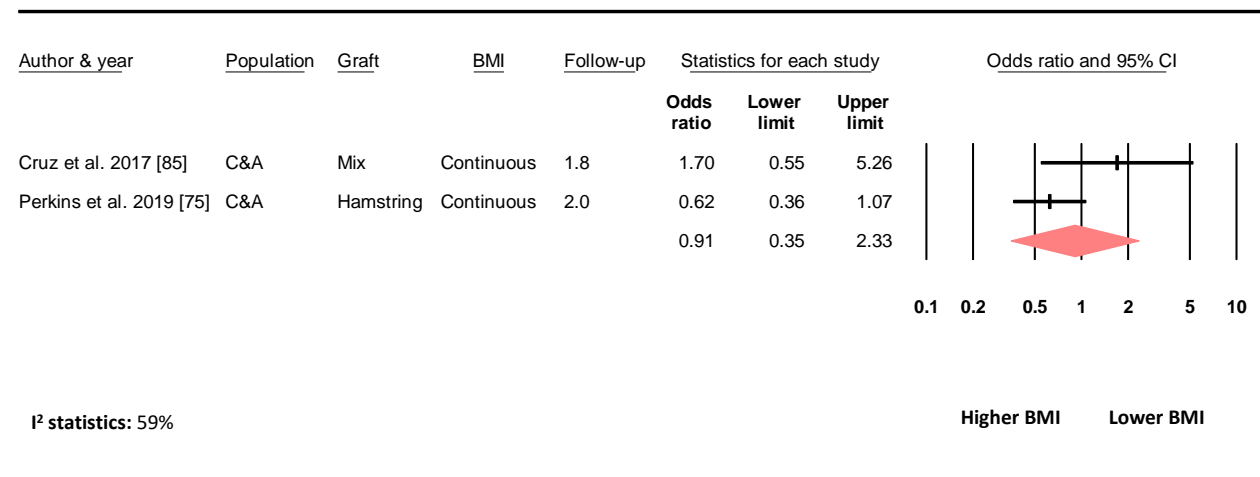 Author & year Population Graft BMI Follow-up Statistics for each study Odds ratio and 95% CI
Odds ratio Lower limit Upper limit
Cruz et al. 2017 [85] C&A Mix Continuous 1.8 1.70 0.55 5.26
Perkins et al. 2019 [75] C&A Hamstring Continuous 2.0 0.62 0.36 1.07
0.91 0.35 2.33
0.1 0.2 0.5 1 2 5 10
I² statistics: 59% Higher BMI Lower BMI